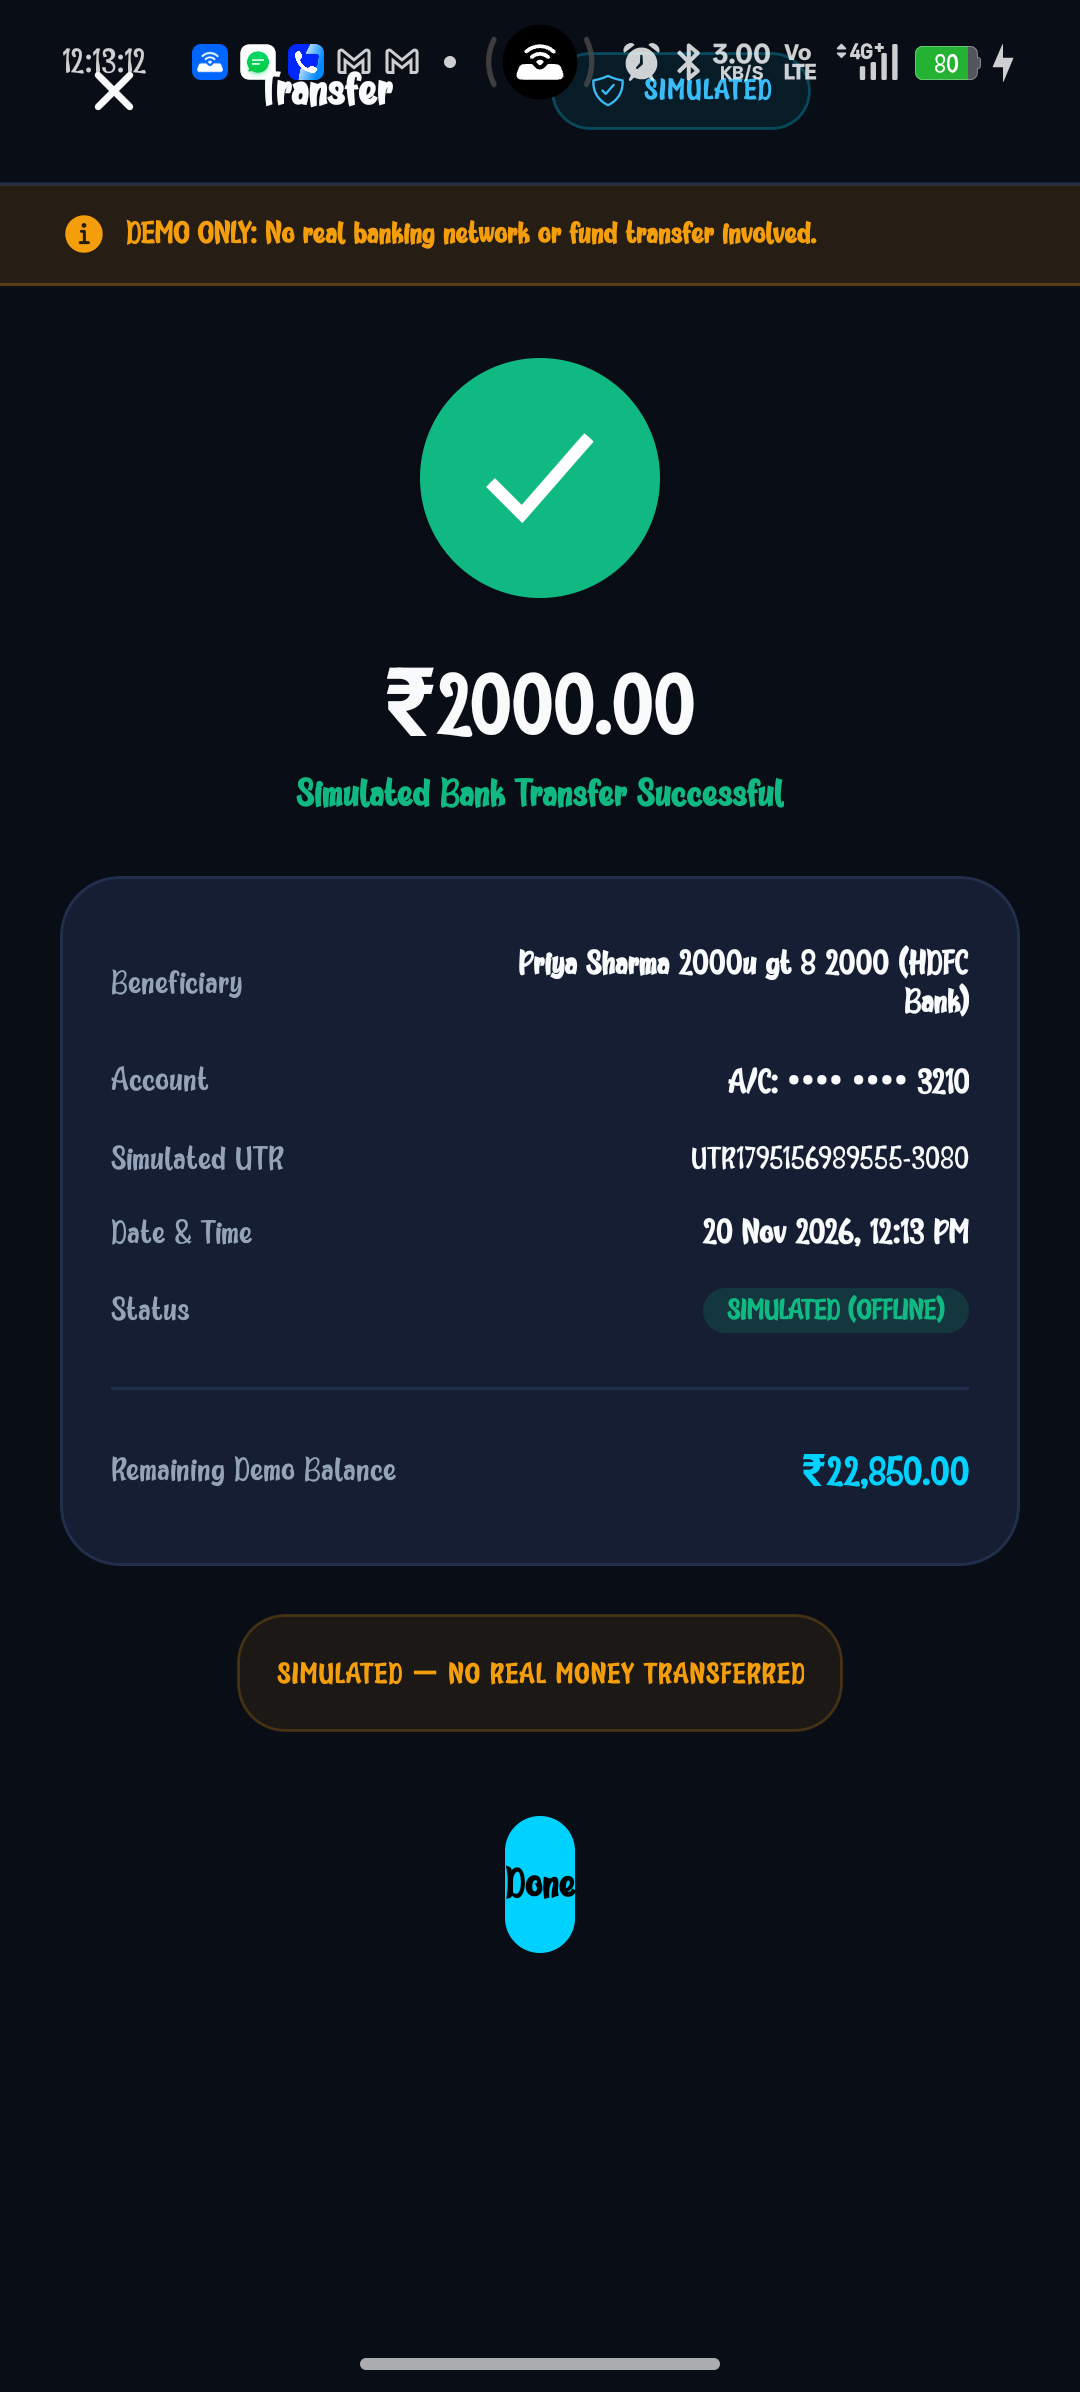 12:13:12
3.00
KB/S
Vo
LTE
4G+
80
Transfer
SIMULATED
DEMO ONLY: No real banking network or fund transfer involved.
₹2000.00
Simulated Bank Transfer Successful
Beneficiary
Priya Sharma 2000u gt 8 2000 (HDFC
Bank)
Account
A/C: •••• •••• 3210
Simulated UTR
UTR1795156989555-3080
Date & Time
20 Nov 2026, 12:13 PM
Status
SIMULATED (OFFLINE)
Remaining Demo Balance
₹22,850.00
SIMULATED — NO REAL MONEY TRANSFERRED
Done